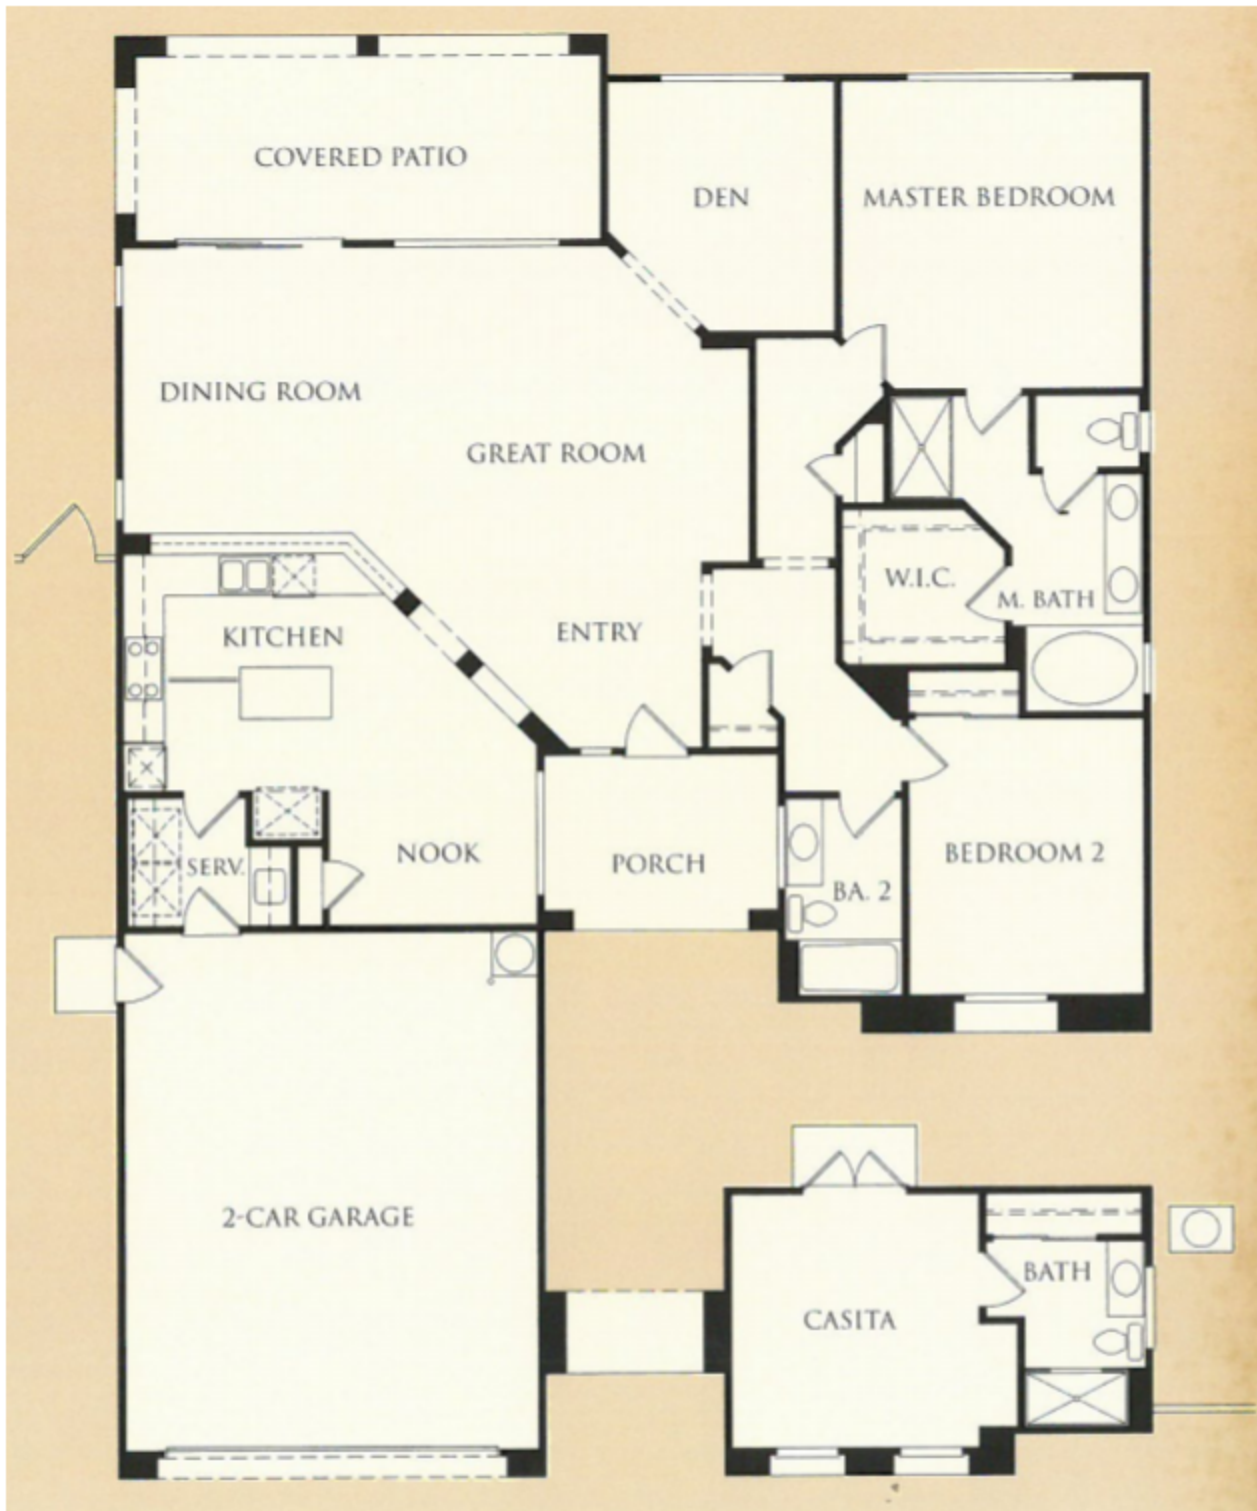 COVERED PATIO
DEN
MASTER BEDROOM
DINING ROOM
GREAT ROOM
W.I.C.
M. BATH
KITCHEN
ENTRY
SERV.
NOOK
PORCH
BA. 2
BEDROOM 2
2-CAR GARAGE
BATH
CASITA